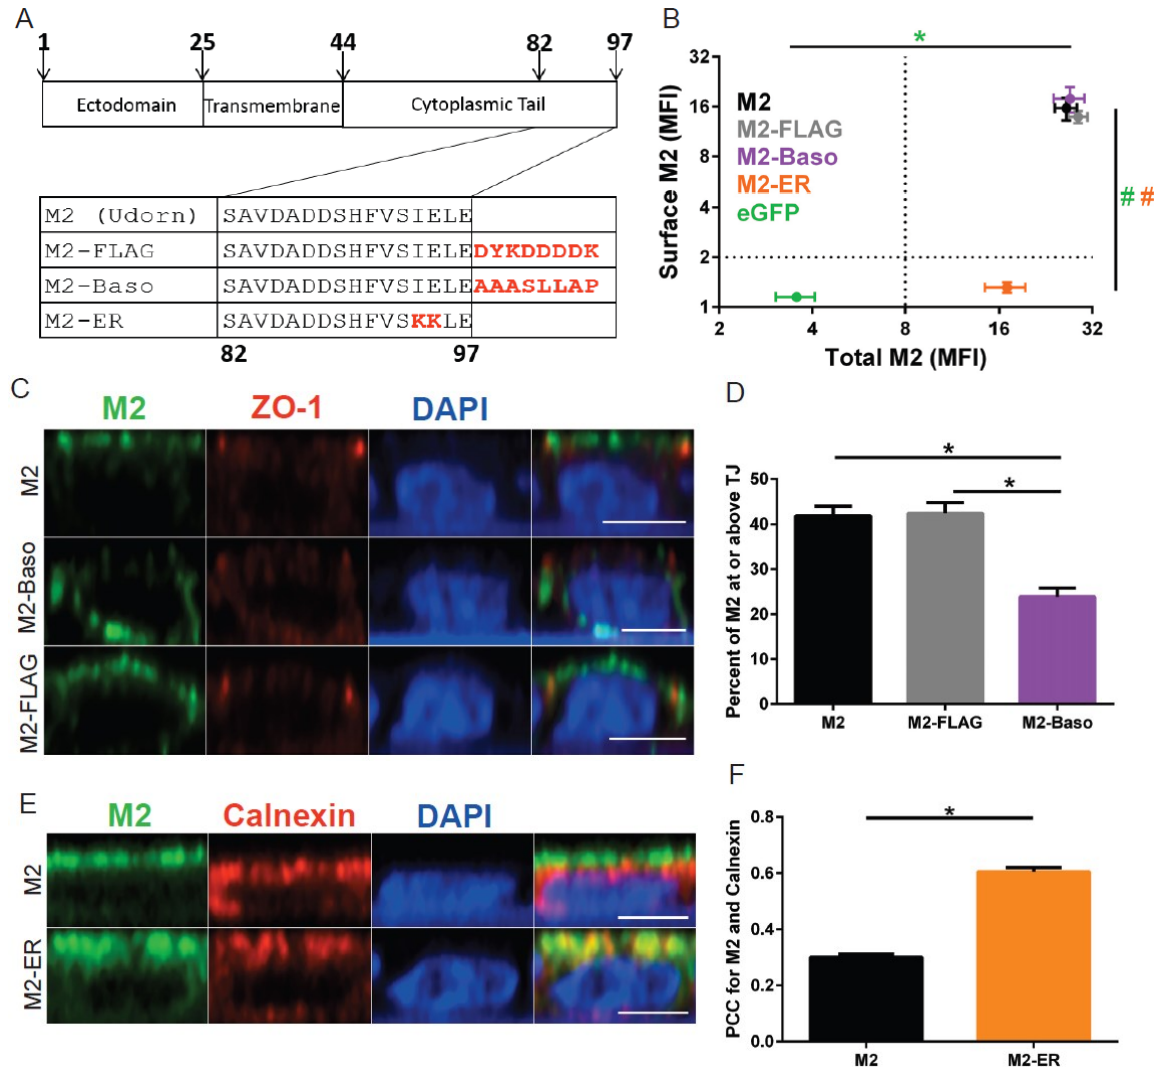 A
1 25 44 82 97
Ectodomain Transmembrane Cytoplasmic Tail
M2 (Udorn) SAVDADDSHFVSIELE
M2-FLAG SAVDADDSHFVSIELEDYKDDDDK
M2-Baso SAVDADDSHFVSIELEAAASLLAP
M2-ER SAVDADDSHFVSKKLE
82 97
B
*
Surface M2 (MFI)
32
16
8
4
2
1
M2
M2-FLAG
M2-Baso
M2-ER
eGFP
# #
2 4 8 16 32
Total M2 (MFI)
C
M2 ZO-1 DAPI
M2
M2-Baso
M2-FLAG
D
Percent of M2 at or above TJ
50
40
30
20
10
0
*
*
M2 M2-FLAG M2-Baso
E
M2 Calnexin DAPI
M2
M2-ER
F
PCC for M2 and Calnexin
0.8
0.6
0.4
0.2
0.0
*
M2 M2-ER